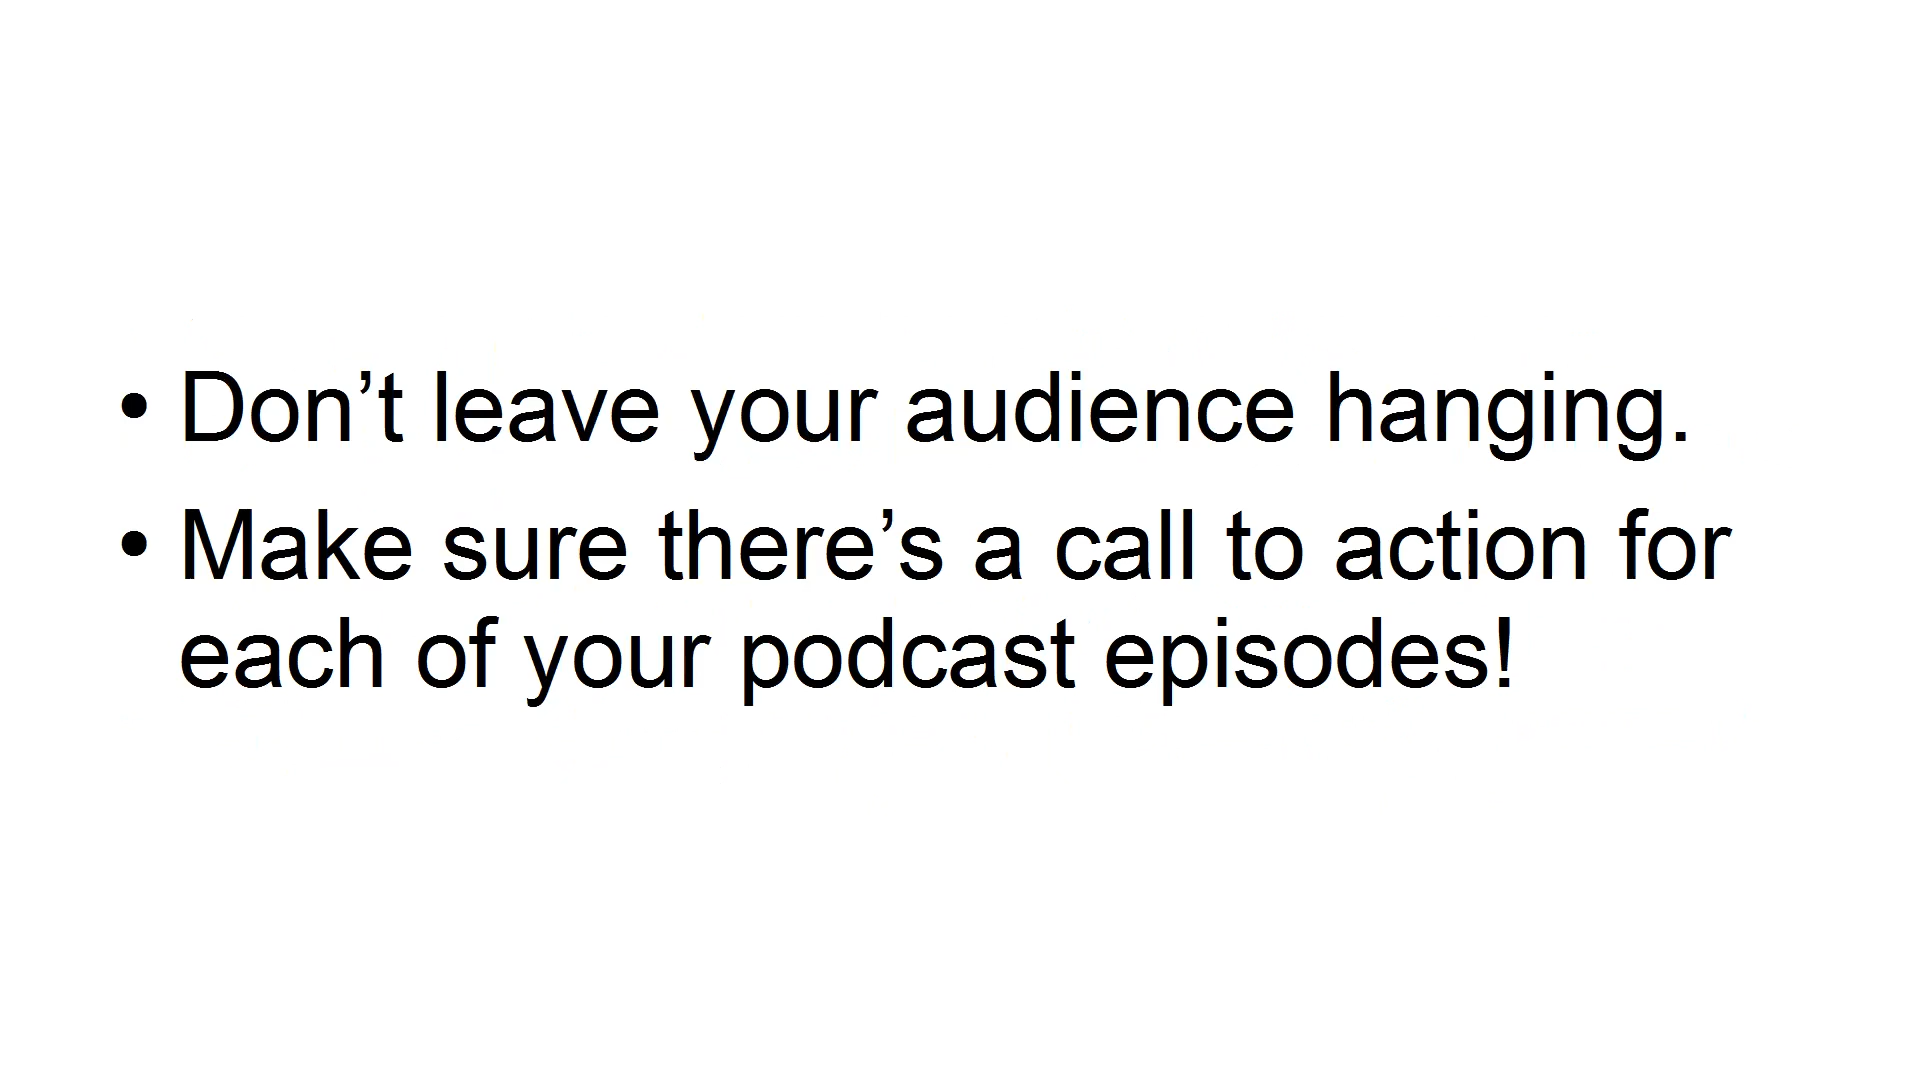 • Don’t leave your audience hanging.
• Make sure there’s a call to action for
each of your podcast episodes!